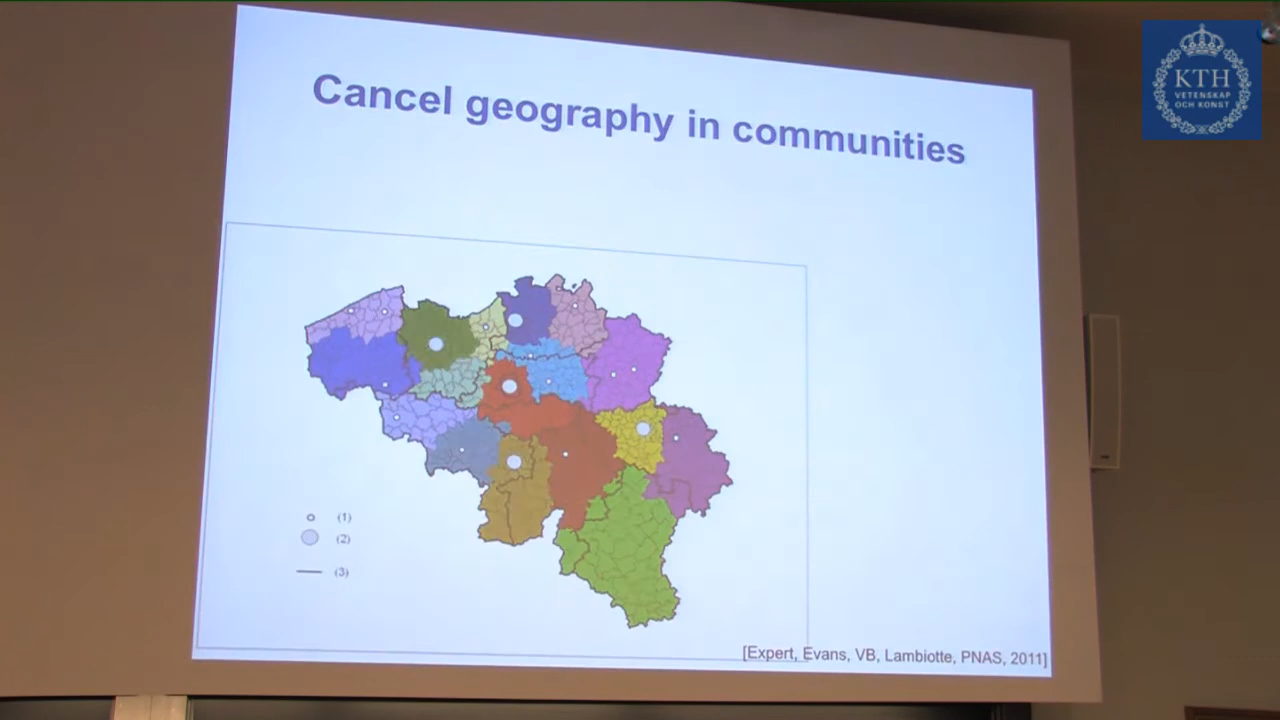 Cancel geography in communities
KTH
VETENSKAP
OCH KONST
(1)
(2)
(3)
[Expert, Evans, VB, Lambiotte, PNAS, 2011]